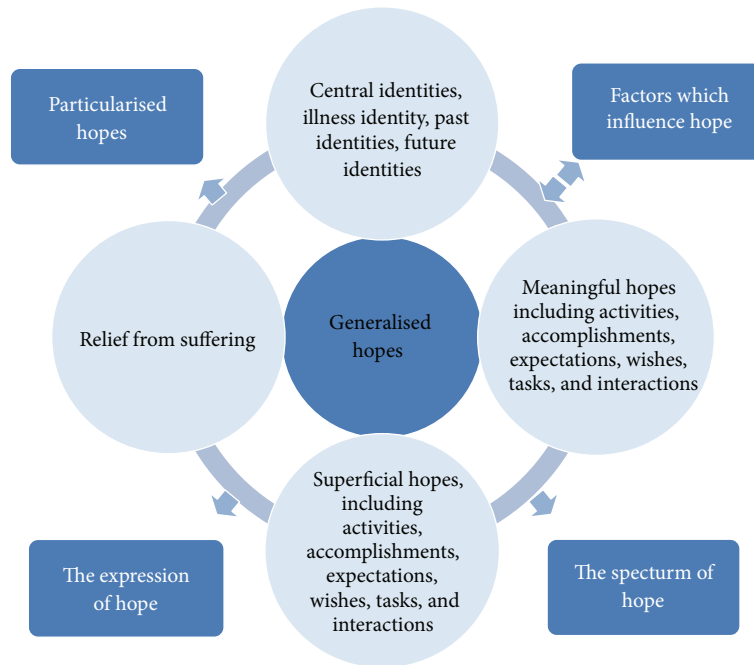 Central identities,
illness identity, past
identities, future
identities
Particularised
hopes
Factors which
influence hope
Relief from suffering
Generalised
hopes
Meaningful hopes
including activities,
accomplishments,
expectations, wishes,
tasks, and interactions
Superficial hopes,
including
activities,
accomplishments,
expectations,
wishes, tasks, and
interactions
The expression
of hope
The specturm of
hope